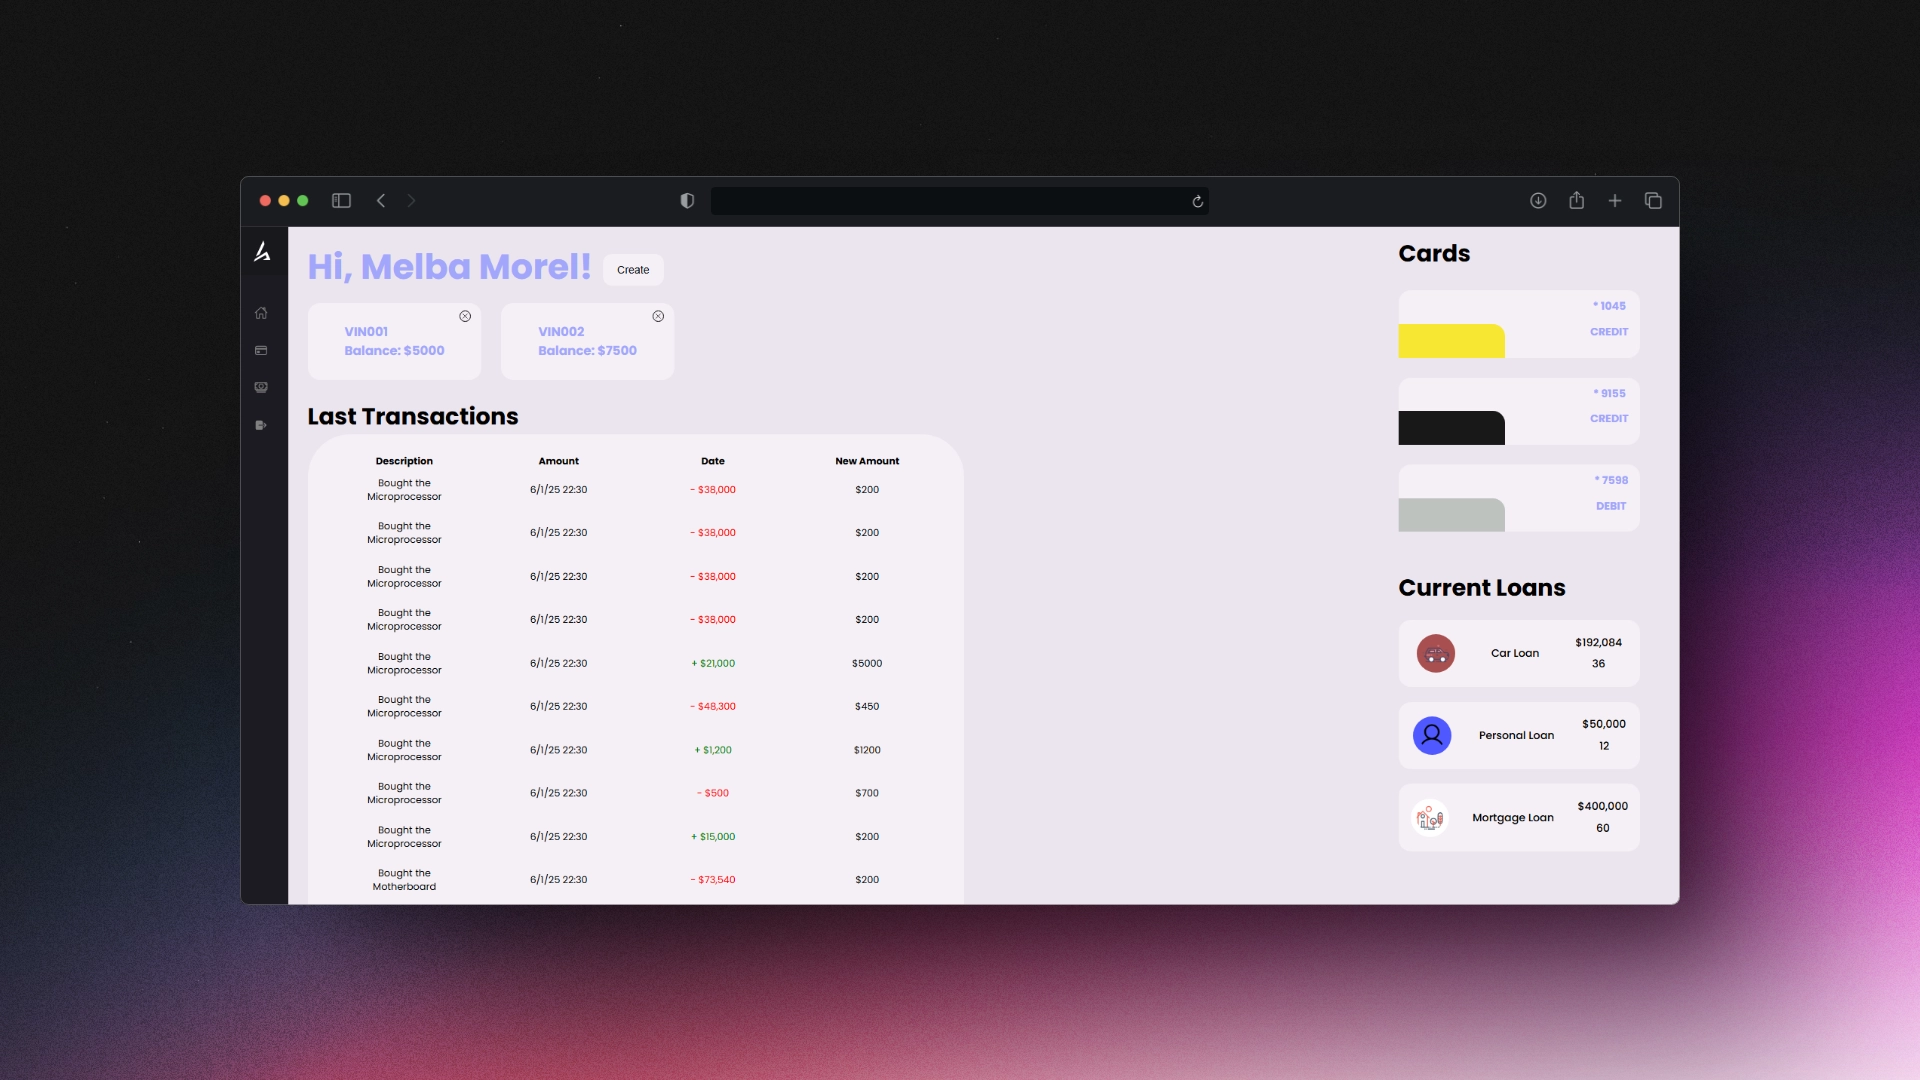 Hi, Melba Morel!
Create
VIN001
Balance: $5000
VIN002
Balance: $7500
Last Transactions
Description Amount Date New Amount
Bought the
Microprocessor
6/1/25 22:30 - $38,000 $200
Bought the
Microprocessor
6/1/25 22:30 - $38,000 $200
Bought the
Microprocessor
6/1/25 22:30 - $38,000 $200
Bought the
Microprocessor
6/1/25 22:30 - $38,000 $200
Bought the
Microprocessor
6/1/25 22:30 + $21,000 $5000
Bought the
Microprocessor
6/1/25 22:30 - $48,300 $450
Bought the
Microprocessor
6/1/25 22:30 + $1,200 $1200
Bought the
Microprocessor
6/1/25 22:30 - $500 $700
Bought the
Microprocessor
6/1/25 22:30 + $15,000 $200
Bought the
Motherboard
6/1/25 22:30 - $73,540 $200
Cards
* 1045
CREDIT
* 9155
CREDIT
* 7598
DEBIT
Current Loans
Car Loan
$192,084
36
Personal Loan
$50,000
12
Mortgage Loan
$400,000
60